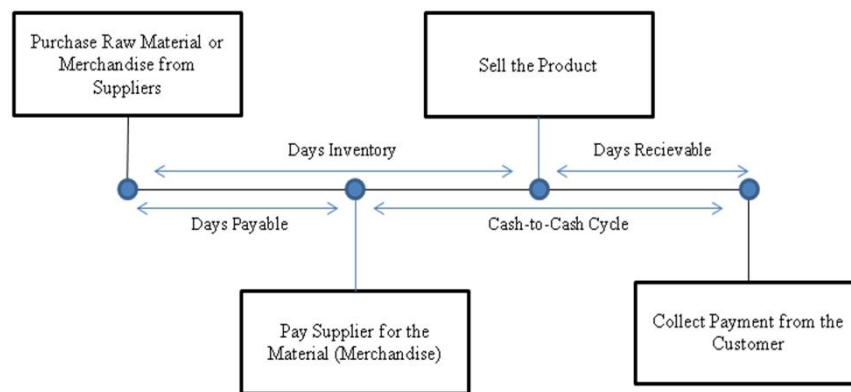 Purchase Raw Material or
Merchandise from
Suppliers
Sell the Product
Days Inventory
Days Recievable
Days Payable
Cash-to-Cash Cycle
Pay Supplier for the
Material (Merchandise)
Collect Payment from the
Customer